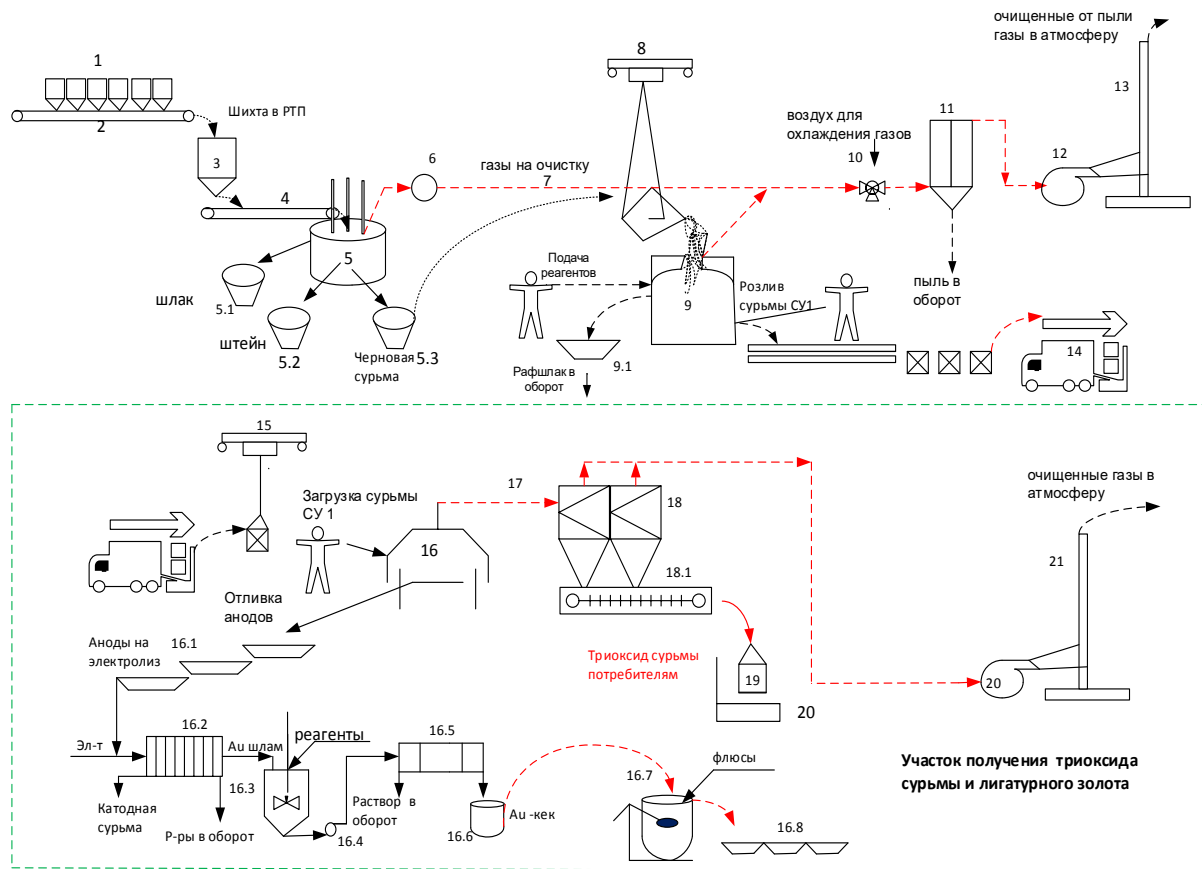 очищенные от пыли
газы в атмосферу
8
1
13
Шихта в РТП
воздух для
охлаждения газов
11
2
6
12
3
газы на очистку
10
7
4
Подача
реагентов
Розлив
сурьмы СУ1
5
9
пыль в
оборот
шлак
5.1
штейн
5.2
Черновая
сурьма
5.3
9.1
14
Рафшлак в
оборот
15
очищенные газы в
атмосферу
17
Загрузка сурьмы
СУ 1
18
16
21
18.1
Отливка
анодов
Аноды на
электролиз
16.1
Триоксид сурьмы
потребителям
19
20
20
16.2
16.5
Эл-т
Au шлам
реагенты
флюсы
16.7
Участок получения триоксида
сурьмы и лигатурного золота
16.3
Катодная
сурьма
Раствор в
оборот
Au -кек
16.8
Р-ры в оборот
16.4
16.6